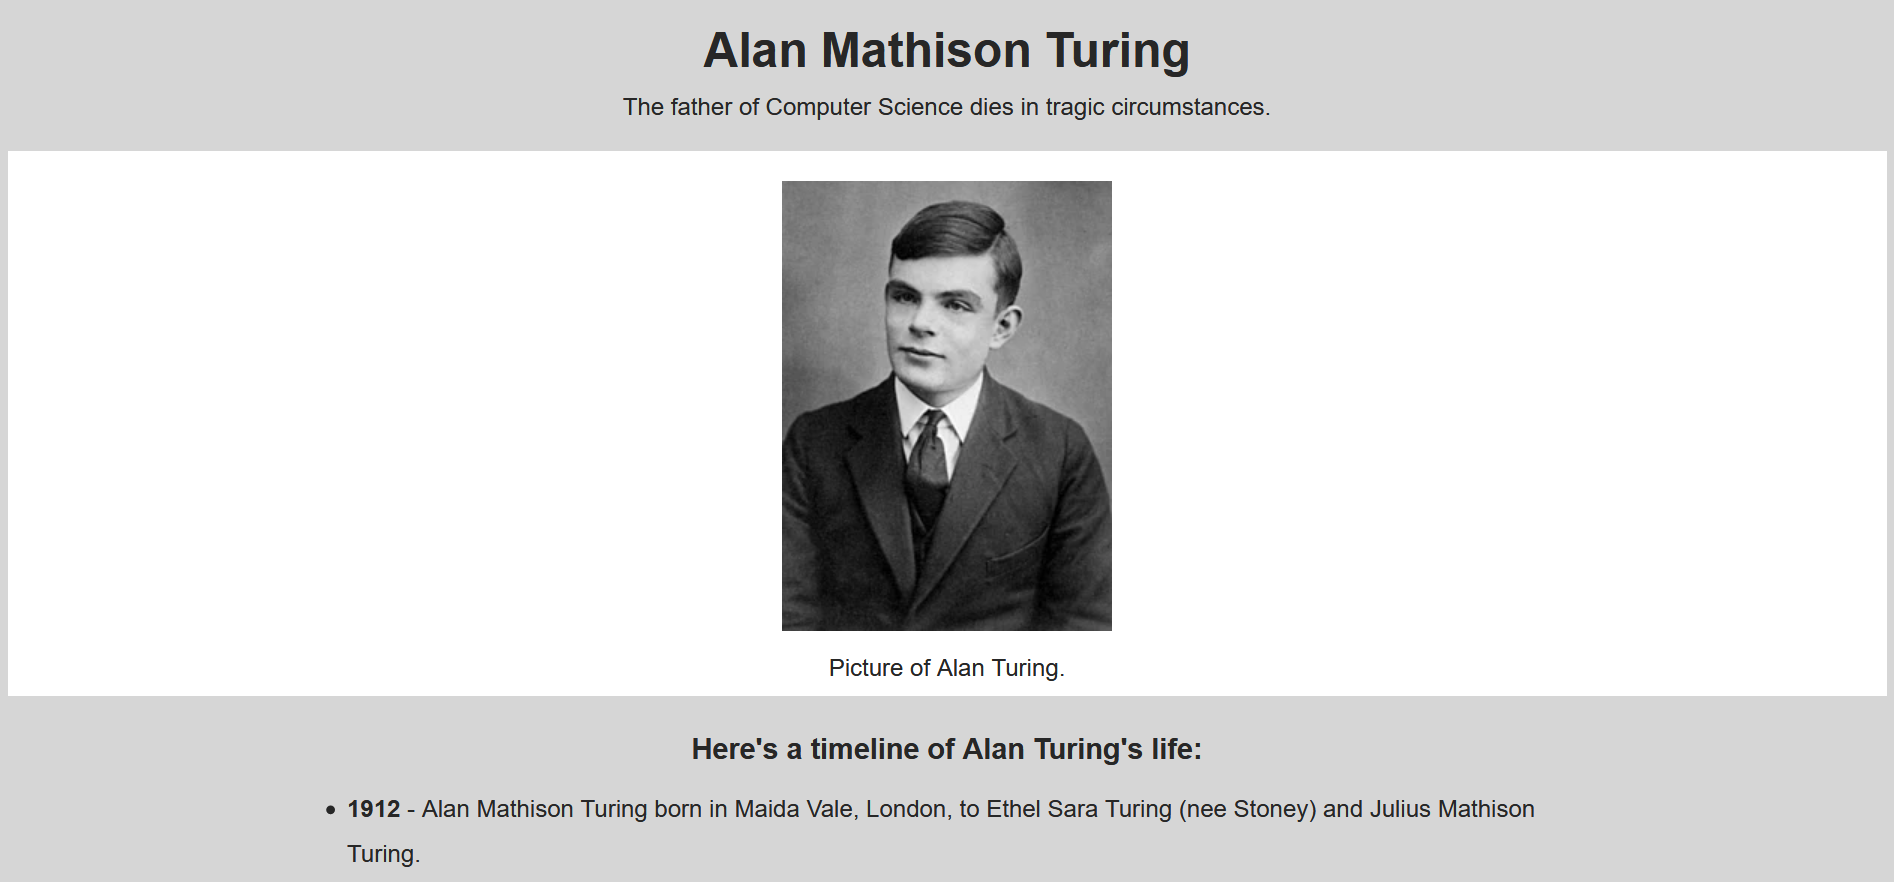 Alan Mathison Turing
The father of Computer Science dies in tragic circumstances.
Picture of Alan Turing.
Here's a timeline of Alan Turing's life:
• 1912 - Alan Mathison Turing born in Maida Vale, London, to Ethel Sara Turing (nee Stoney) and Julius Mathison
Turing.